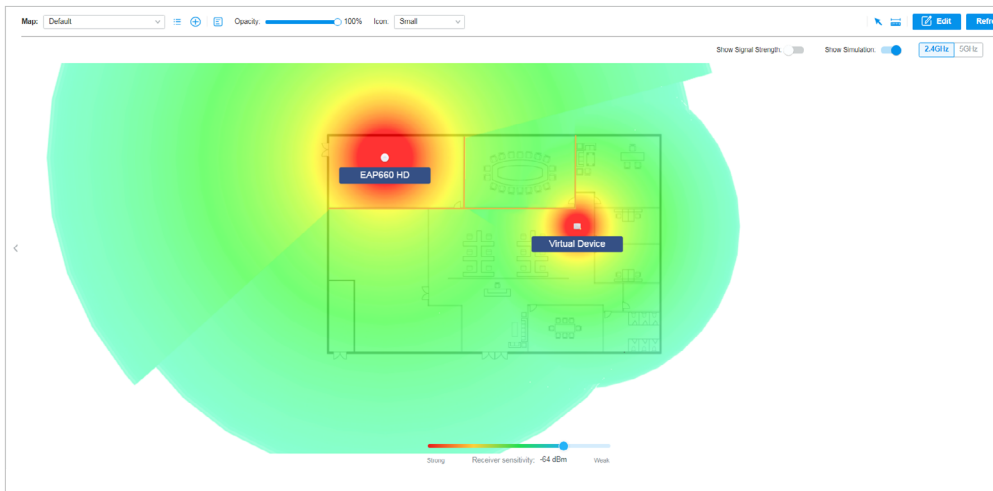 Map: Default Opacity: 100% Icon: Small Edit Refre
Show Signal Strength: Show Simulation: 2.4GHz 5GHz
EAP660 HD
Virtual Device
Strong Receiver sensitivity: -64 dBm Weak